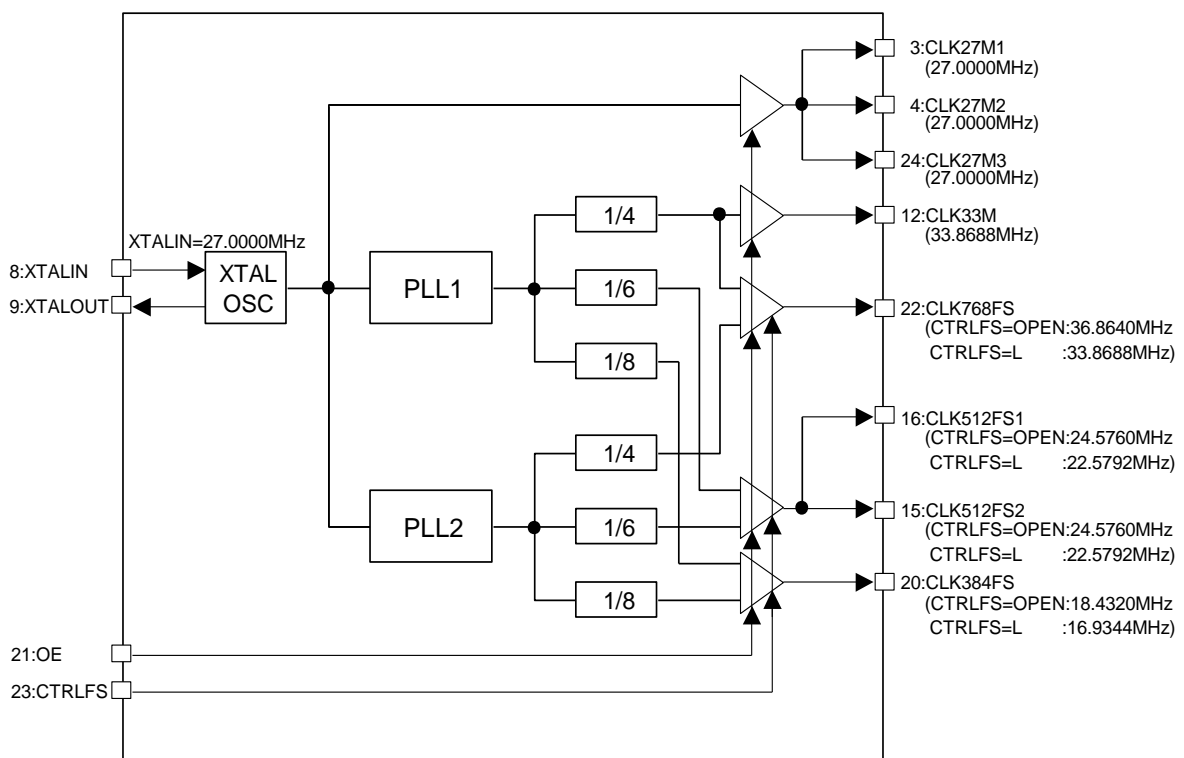 3:CLK27M1
(27.0000MHz)
4:CLK27M2
(27.0000MHz)
24:CLK27M3
(27.0000MHz)
1/4
12:CLK33M
(33.8688MHz)
XTALIN=27.0000MHz
8:XTALIN
9:XTALOUT
XTAL
OSC
PLL1
1/6
22:CLK768FS
(CTRLFS=OPEN:36.8640MHz
CTRLFS=L :33.8688MHz)
1/8
16:CLK512FS1
(CTRLFS=OPEN:24.5760MHz
CTRLFS=L :22.5792MHz)
1/4
PLL2
1/6
15:CLK512FS2
(CTRLFS=OPEN:24.5760MHz
CTRLFS=L :22.5792MHz)
1/8
20:CLK384FS
(CTRLFS=OPEN:18.4320MHz
CTRLFS=L :16.9344MHz)
21:OE
23:CTRLFS